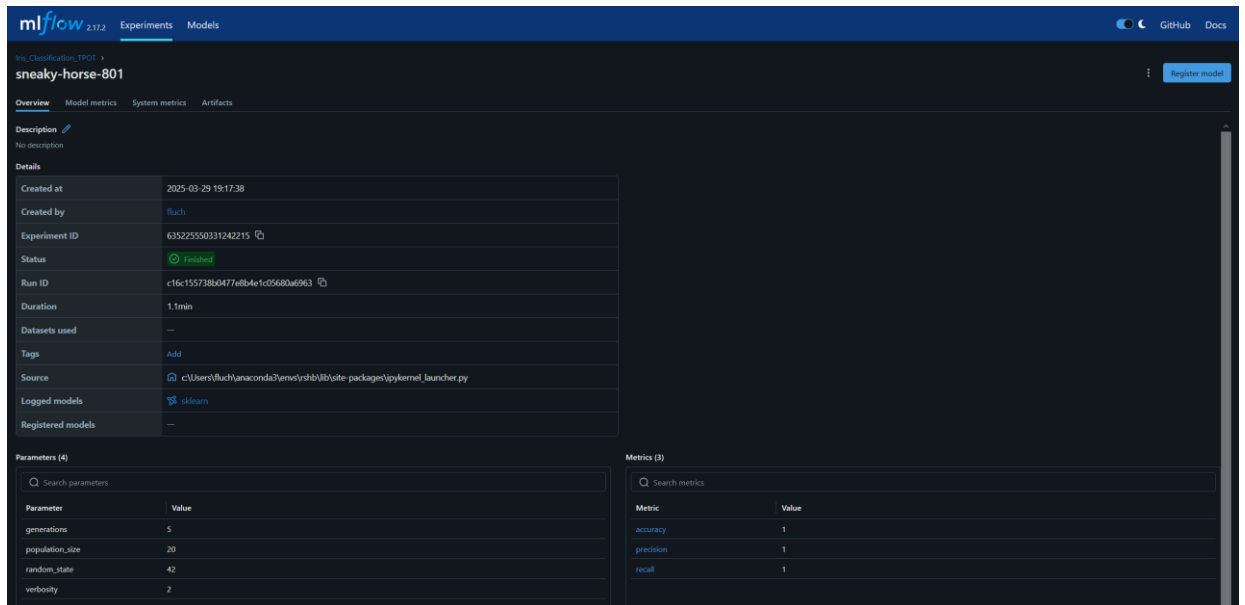 mlflow 2.17.2 Experiments Models GitHub Docs
Iris_Classification_TPOT >
sneaky-horse-801
Register model
Overview Model metrics System metrics Artifacts
Description
No description
Details
Created at 2025-03-29 19:17:38
Created by fluch
Experiment ID 635225550331242215
Status Finished
Run ID c16c155738b0477e8b4e1c05680a6963
Duration 1.1min
Datasets used —
Tags Add
Source c:\Users\fluch\anaconda3\envs\rshb\lib\site-packages\ipykernel_launcher.py
Logged models sklearn
Registered models —
Parameters (4)
Search parameters
Parameter Value
generations 5
population_size 20
random_state 42
verbosity 2
Metrics (3)
Search metrics
Metric Value
accuracy 1
precision 1
recall 1